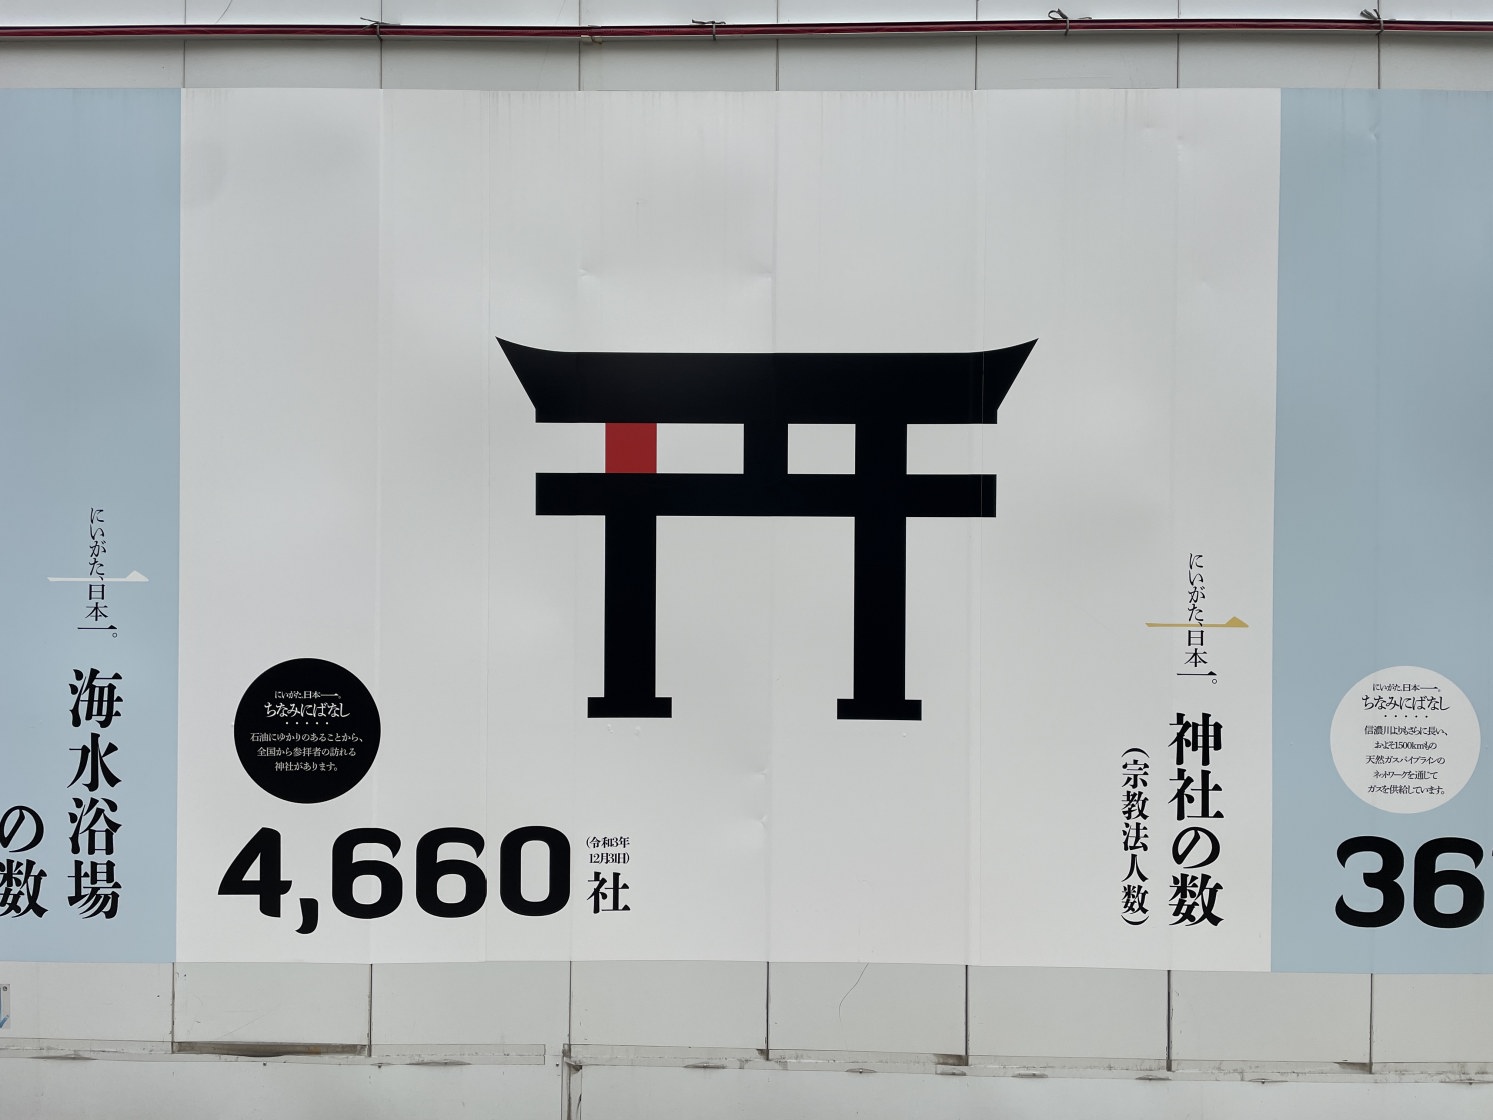 にいがた、日本一。
海水浴場
の数
にいがた、日本一。
神社の数
(宗教法人数)
にいがた、日本一。
ちなみにばなし
石油にゆかりのあることから、
全国から参拝者の訪れる
神社があります。
4,660
(令和3年
12月31日)
社
にいがた、日本一。
ちなみにばなし
信濃川よりもさらに長い、
およそ1500kmもの
天然ガスパイプラインの
ネットワークを通じて
ガスを供給しています。
36